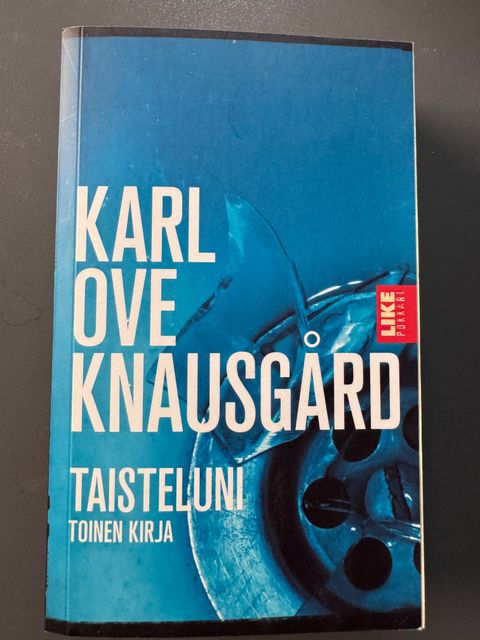 KARL
OVE
KNAUSGÅRD
LIKE
POKKARI
TAISTELUNI
TOINEN KIRJA